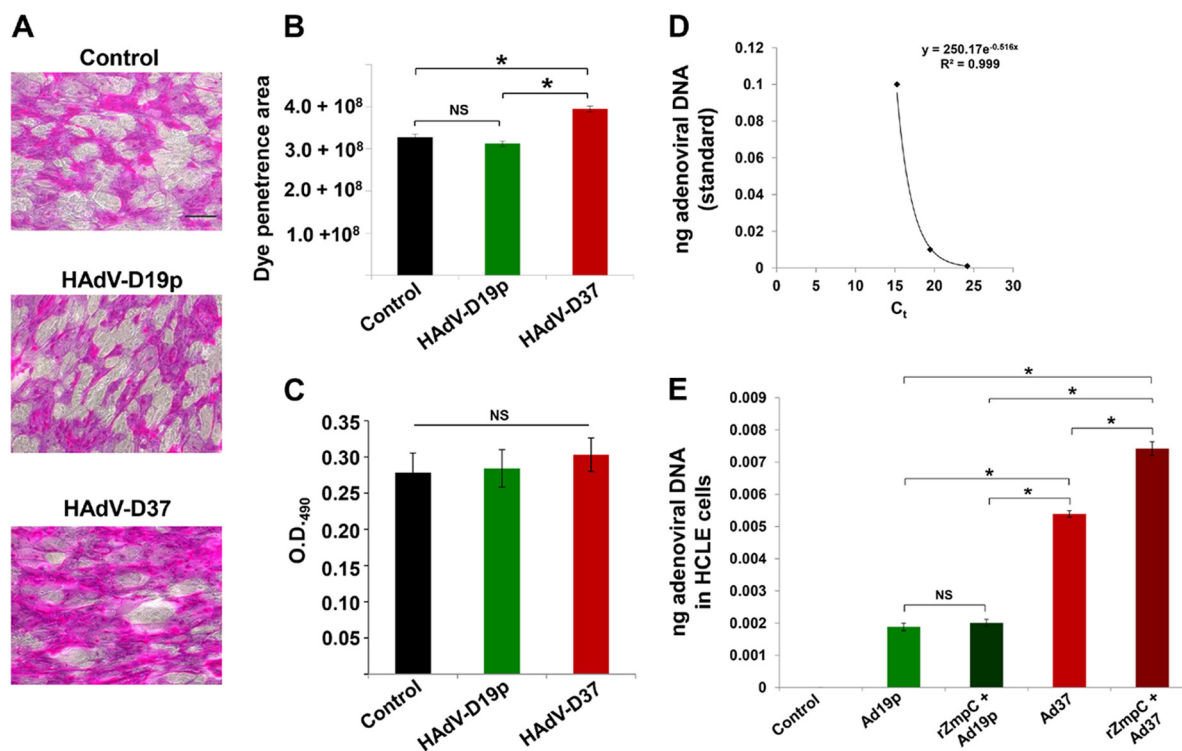 A
Control
HAdV-D19p
HAdV-D37
B
Dye penetrence area
4.0 + 10⁸
3.0 + 10⁸
2.0 + 10⁸
1.0 +10⁸
*
*
NS
Control
HAdV-D19p
HAdV-D37
C
O.D.₄₉₀
0.35
0.30
0.25
0.20
0.15
0.10
0.05
NS
Control
HAdV-D19p
HAdV-D37
D
ng adenoviral DNA
(standard)
0.12
0.1
0.08
0.06
0.04
0.02
0
y = 250.17e⁻⁰·⁵¹⁶ˣ
R² = 0.999
0 5 10 15 20 25 30
Cₜ
E
ng adenoviral DNA
in HCLE cells
0.009
0.008
0.007
0.006
0.005
0.004
0.003
0.002
0.001
0
*
*
*
*
*
NS
Control
Ad19p
rZmpC +
Ad19p
Ad37
rZmpC +
Ad37